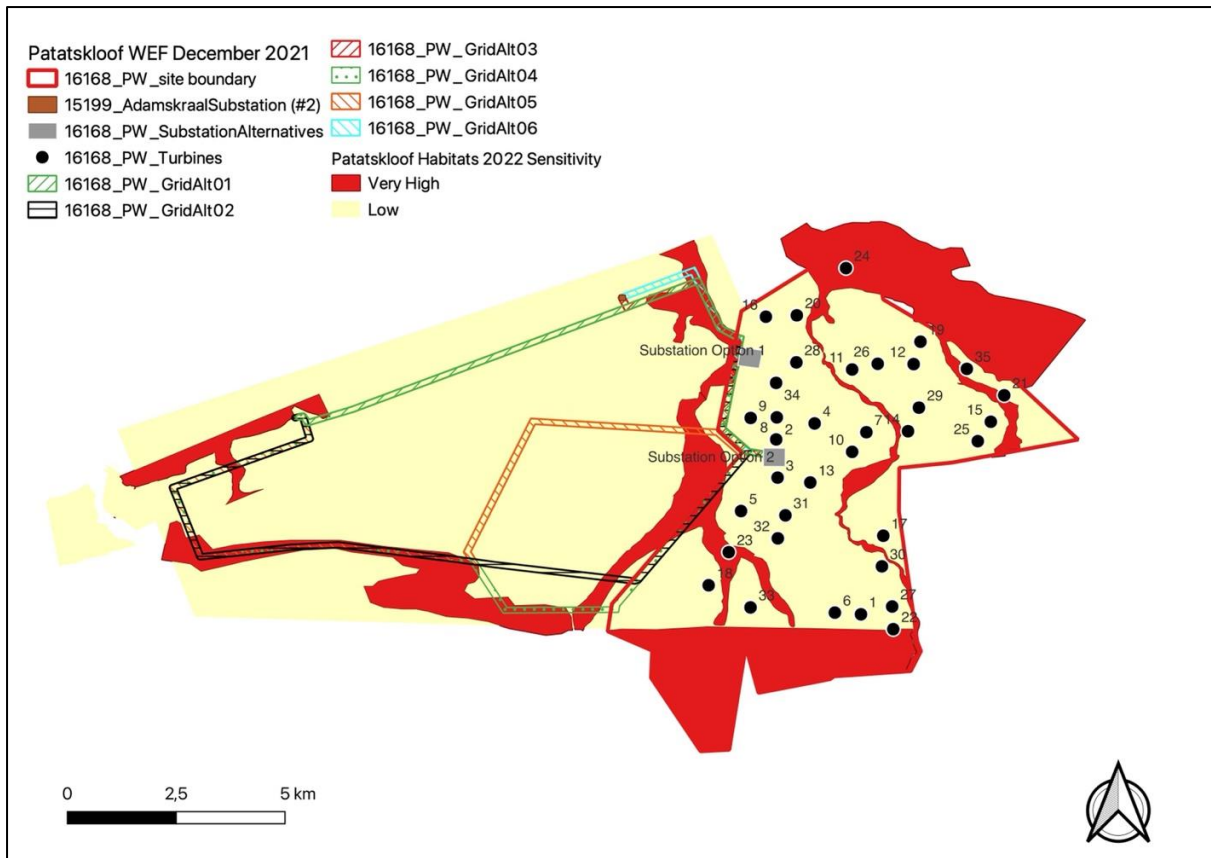 Patatskloof WEF December 2021
16168_PW_site boundary
15199_AdamskraalSubstation (#2)
16168_PW_SubstationAlternatives
16168_PW_Turbines
16168_PW_GridAlt01
16168_PW_GridAlt02
16168_PW_GridAlt03
16168_PW_GridAlt04
16168_PW_GridAlt05
16168_PW_GridAlt06
Patatskloof Habitats 2022 Sensitivity
Very High
Low
24
16
20
19
Substation Option 1
28
11
26
12
35
34
21
29
9
8
2
4
7
14
15
10
25
Substation Option 2
3
13
5
31
32
17
23
30
18
33
6
1
27
22
0
2,5
5 km